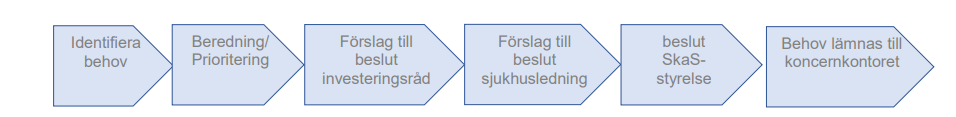 Identifiera
behov
Beredning/
Prioritering
Förslag till
beslut
investeringsråd
Förslag till
beslut
sjukhusledning
beslut
SkaS-
styrelse
Behov lämnas till
koncernkontoret